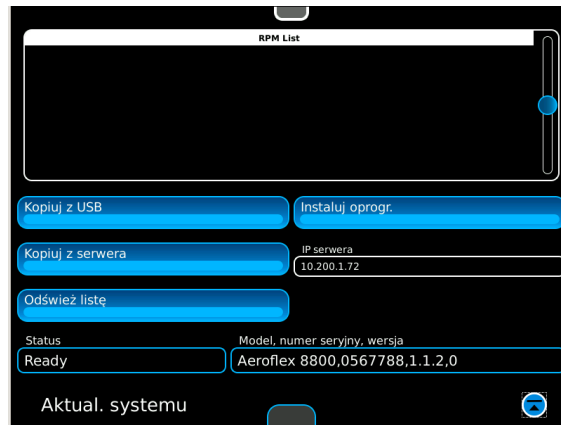 RPM List
Kopiuj z USB
Instaluj oprogr.
Kopiuj z serwera
IP serwera
10.200.1.72
Odśwież listę
Status
Model, numer seryjny, wersja
Ready
Aeroflex 8800,0567788,1.1.2,0
Aktual. systemu